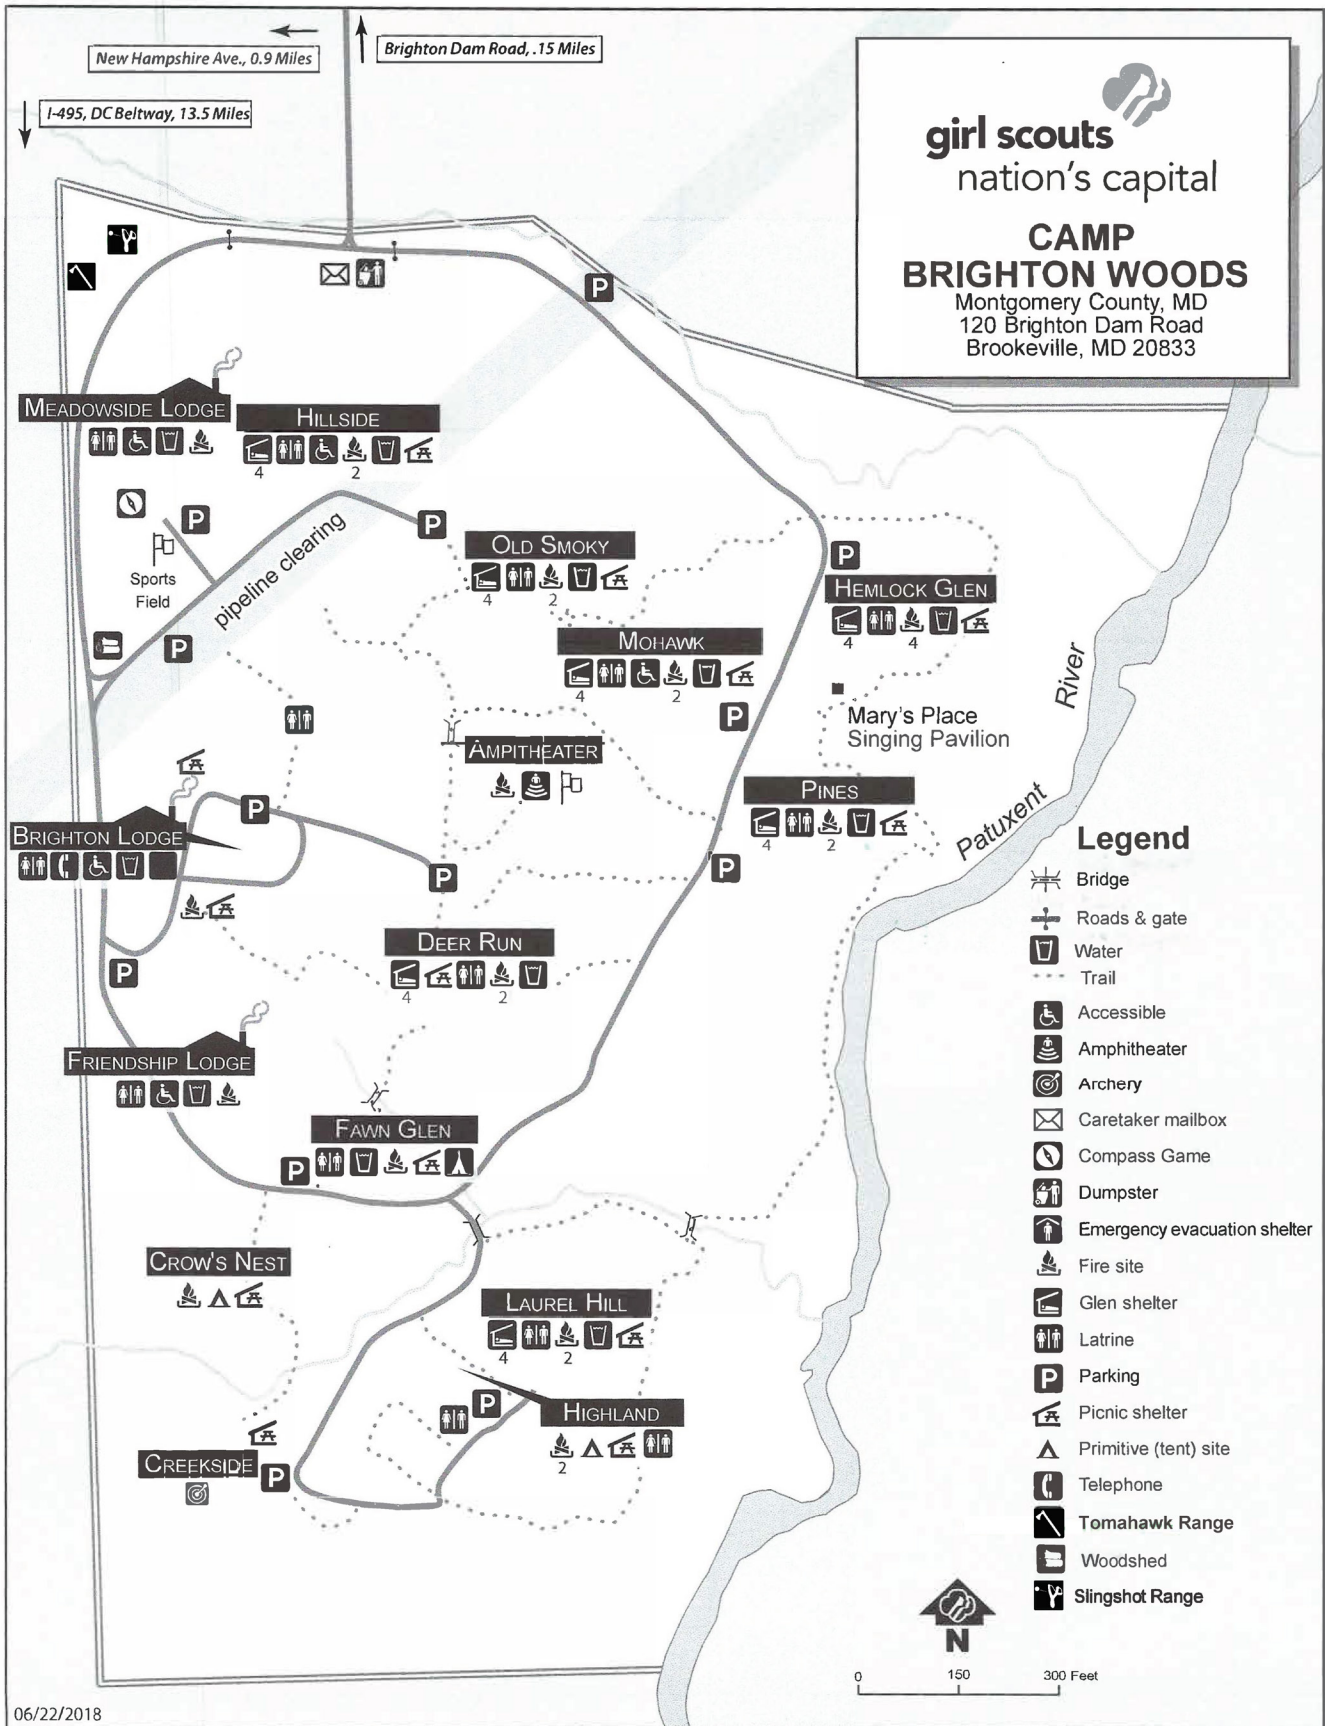 New Hampshire Ave., 0.9 Miles
Brighton Dam Road, .15 Miles
I-495, DC Beltway, 13.5 Miles
girl scouts
nation's capital
CAMP
BRIGHTON WOODS
Montgomery County, MD
120 Brighton Dam Road
Brookeville, MD 20833
P
MEADOWSIDE LODGE
HILLSIDE
4 2
P
P
pipeline clearing
Sports
Field
P
OLD SMOKY
4 2
P
HEMLOCK GLEN
4 4
MOHAWK
4 2
P
Mary's Place
Singing Pavilion
River
Patuxent
AMPITHEATER
PINES
4 2
P
BRIGHTON LODGE
P
P
P
DEER RUN
4 2
FRIENDSHIP LODGE
FAWN GLEN
P
CROW'S NEST
LAUREL HILL
4 2
P
HIGHLAND
2
CREEKSIDE
P
Legend
Bridge
Roads & gate
Water
Trail
Accessible
Amphitheater
Archery
Caretaker mailbox
Compass Game
Dumpster
Emergency evacuation shelter
Fire site
Glen shelter
Latrine
P Parking
Picnic shelter
Primitive (tent) site
Telephone
Tomahawk Range
Woodshed
Slingshot Range
N
0 150 300 Feet
06/22/2018